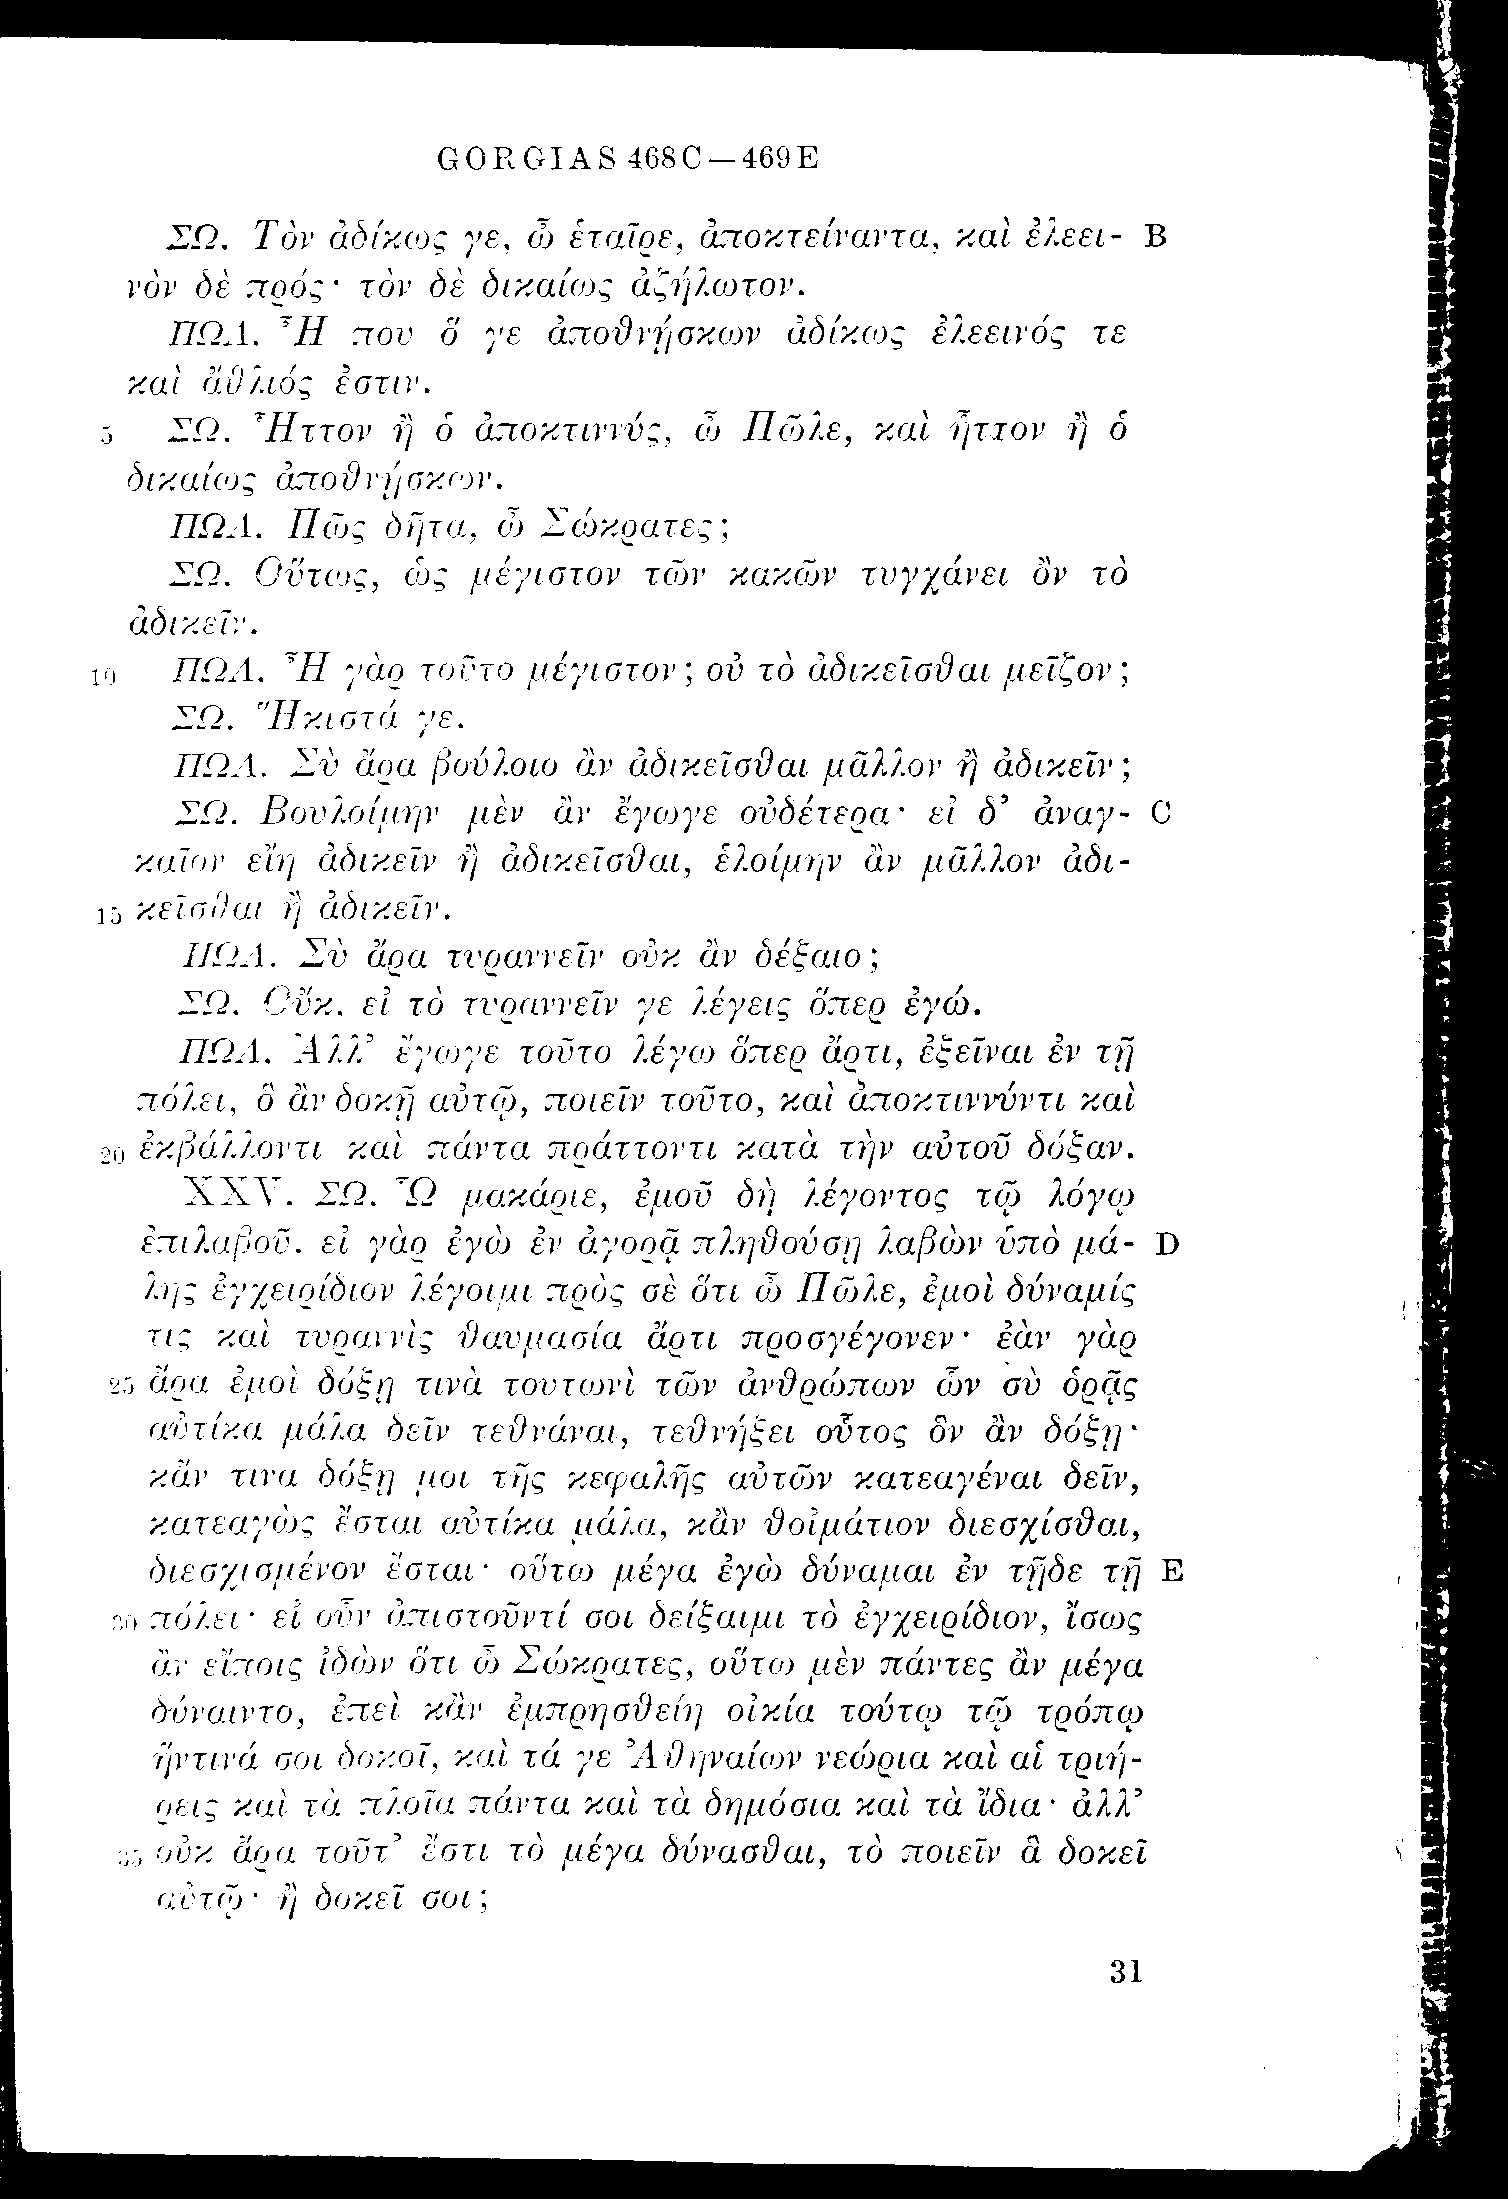 GORGIAS 468C—469E
ΣΩ. Τὸν ἀδίκως γε, ὦ ἑταῖρε, ἀποκτείναντα, καὶ ἐλεει- B
νὸν δὲ πρός· τὸν δὲ δικαίως ἀζήλωτον.
ΠΩΛ. Ἦ που ὅ γε ἀποθνῄσκων ἀδίκως ἐλεεινός τε
καὶ ἄθλιός ἐστιν.
5 ΣΩ. Ἧττον ἢ ὁ ἀποκτιννύς, ὦ Πῶλε, καὶ ἧττον ἢ ὁ
δικαίως ἀποθνῄσκων.
ΠΩΛ. Πῶς δῆτα, ὦ Σώκρατες;
ΣΩ. Οὕτως, ὡς μέγιστον τῶν κακῶν τυγχάνει ὂν τὸ
ἀδικεῖν.
10 ΠΩΛ. Ἦ γὰρ τοῦτο μέγιστον; οὐ τὸ ἀδικεῖσθαι μεῖζον;
ΣΩ. Ἥκιστά γε.
ΠΩΛ. Σὺ ἄρα βούλοιο ἂν ἀδικεῖσθαι μᾶλλον ἢ ἀδικεῖν;
ΣΩ. Βουλοίμην μὲν ἂν ἔγωγε οὐδέτερα· εἰ δ’ ἀναγ- C
καῖον εἴη ἀδικεῖν ἢ ἀδικεῖσθαι, ἑλοίμην ἂν μᾶλλον ἀδι-
15 κεῖσθαι ἢ ἀδικεῖν.
ΠΩΛ. Σὺ ἄρα τυραννεῖν οὐκ ἂν δέξαιο;
ΣΩ. Οὔκ, εἰ τὸ τυραννεῖν γε λέγεις ὅπερ ἐγώ.
ΠΩΛ. Ἀλλ’ ἔγωγε τοῦτο λέγω ὅπερ ἄρτι, ἐξεῖναι ἐν τῇ
πόλει, ὃ ἂν δοκῇ αὐτῷ, ποιεῖν τοῦτο, καὶ ἀποκτιννύντι καὶ
20 ἐκβάλλοντι καὶ πάντα πράττοντι κατὰ τὴν αὑτοῦ δόξαν.
XXV. ΣΩ. Ὦ μακάριε, ἐμοῦ δὴ λέγοντος τῷ λόγῳ
ἐπιλαβοῦ. εἰ γὰρ ἐγὼ ἐν ἀγορᾷ πληθούσῃ λαβὼν ὑπὸ μά- D
λης ἐγχειρίδιον λέγοιμι πρὸς σὲ ὅτι ὦ Πῶλε, ἐμοὶ δύναμίς
τις καὶ τυραννὶς θαυμασία ἄρτι προσγέγονεν· ἐὰν γὰρ
25 ἄρα ἐμοὶ δόξῃ τινὰ τουτωνὶ τῶν ἀνθρώπων ὧν σὺ ὁρᾷς
αὐτίκα μάλα δεῖν τεθνάναι, τεθνήξει οὗτος ὃν ἂν δόξῃ·
κἄν τινα δόξῃ μοι τῆς κεφαλῆς αὐτῶν κατεαγέναι δεῖν,
κατεαγὼς ἔσται αὐτίκα μάλα, κἂν θοἰμάτιον διεσχίσθαι,
διεσχισμένον ἔσται· οὕτω μέγα ἐγὼ δύναμαι ἐν τῇδε τῇ E
30 πόλει· εἰ οὖν ἀπιστοῦντί σοι δείξαιμι τὸ ἐγχειρίδιον, ἴσως
ἂν εἴποις ἰδὼν ὅτι ὦ Σώκρατες, οὕτω μὲν πάντες ἂν μέγα
δύναιντο, ἐπεὶ κἂν ἐμπρησθείη οἰκία τούτῳ τῷ τρόπῳ
ἥντινά σοι δοκοῖ, καὶ τά γε Ἀθηναίων νεώρια καὶ αἱ τριή-
ρεις καὶ τὰ πλοῖα πάντα καὶ τὰ δημόσια καὶ τὰ ἴδια· ἀλλ’
35 οὐκ ἄρα τοῦτ’ ἔστι τὸ μέγα δύνασθαι, τὸ ποιεῖν ἃ δοκεῖ
αὐτῷ· ἢ δοκεῖ σοι;
31